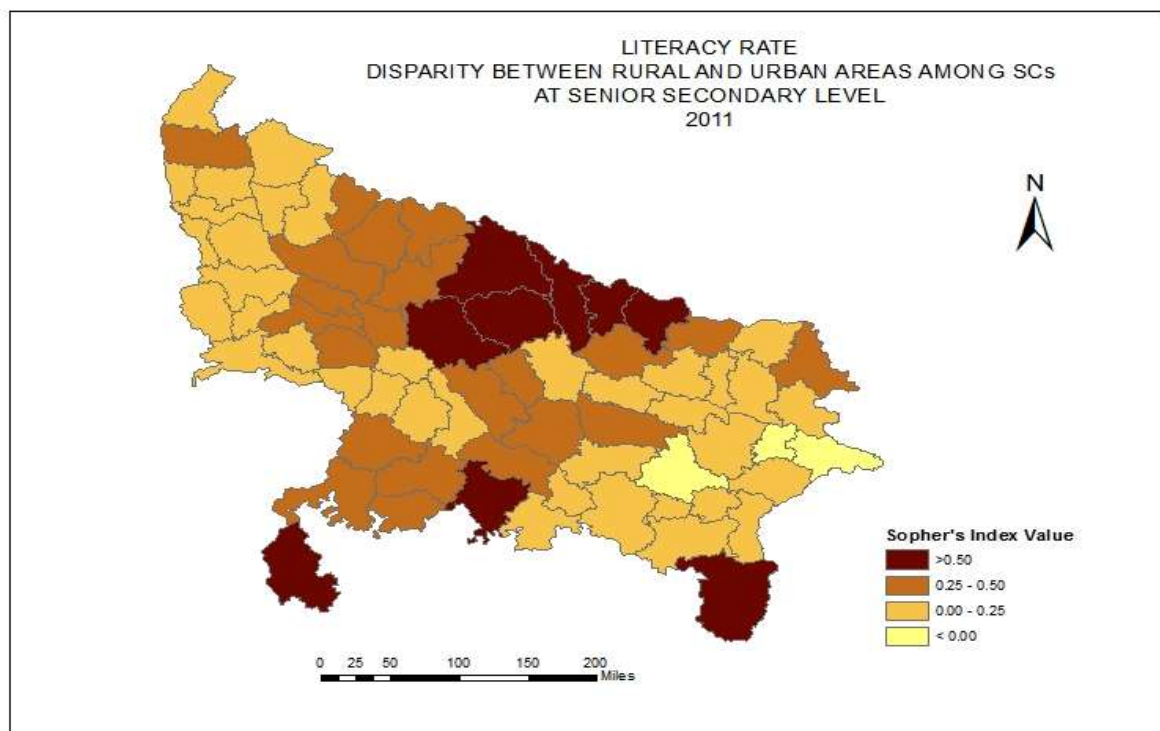 LITERACY RATE
DISPARITY BETWEEN RURAL AND URBAN AREAS AMONG SCs
AT SENIOR SECONDARY LEVEL
2011
N
Sopher's Index Value
>0.50
0.25 - 0.50
0.00 - 0.25
< 0.00
0 25 50 100 150 200
Miles